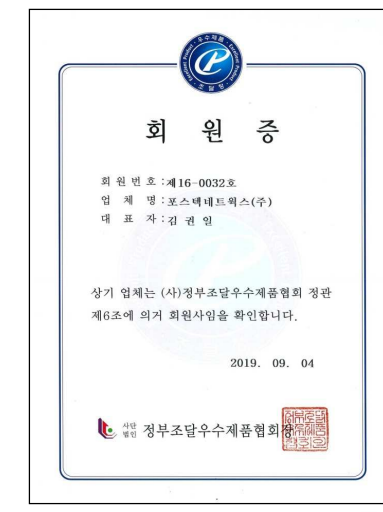 회 원 증
회 원 번 호 : 제16-0032호
업 체 명 : 포스택네트웍스(주)
대 표 자 : 김 권 일
상기 업체는 (사)정부조달우수제품협회 정관
제6조에 의거 회원사임을 확인합니다.
2019. 09. 04
사단법인 정부조달우수제품협회장